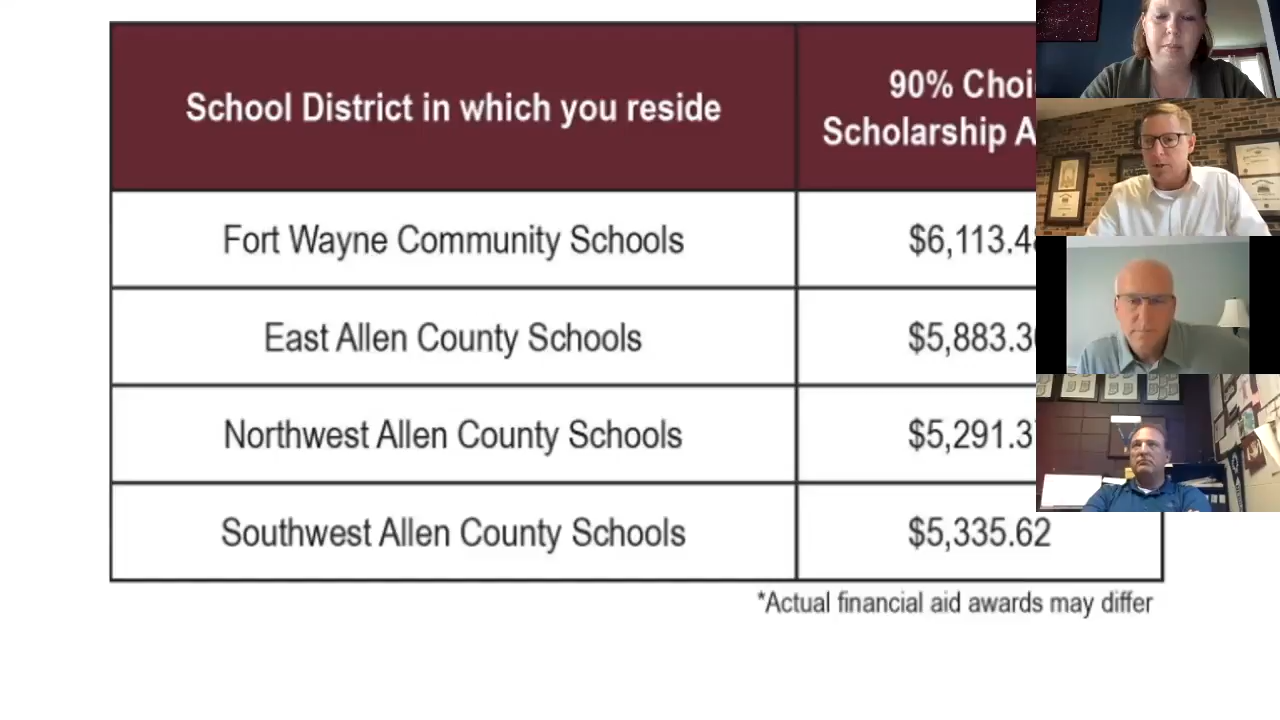 School District in which you reside
90% Choi
Scholarship A
Fort Wayne Community Schools
$6,113.4
East Allen County Schools
$5,883.3
Northwest Allen County Schools
$5,291.3
Southwest Allen County Schools
$5,335.62
*Actual financial aid awards may differ